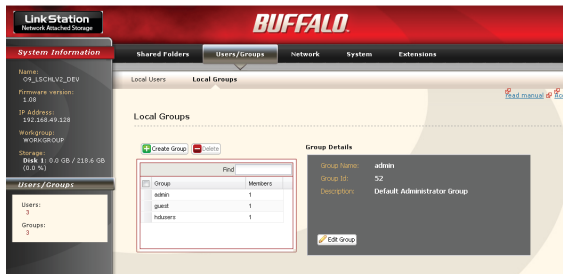 LinkStation
Network Attached Storage
BUFFALO.
System Information
Shared Folders Users/Groups Network System Extensions
Local Users Local Groups
Name:
09_LSCHLV2_DEV
Firmware version:
1.08
IP Address:
192.168.49.128
Workgroup:
WORKGROUP
Storage:
Disk 1: 0.0 GB / 218.6 GB
(0.0 %)
Users/Groups
Users:
3
Groups:
3
read manual
Local Groups
Create Group Delete
Find
Group Members
admin 1
guest 1
hdusers 1
Group Details
Group Name: admin
Group Id: 52
Description: Default Administrator Group
Edit Group